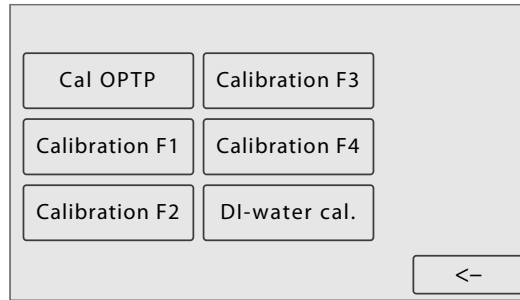 Cal OPTP
Calibration F3
Calibration F1
Calibration F4
Calibration F2
DI-water cal.
<–